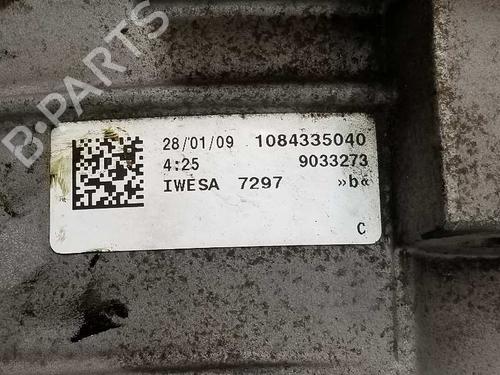 B-PARTS
28/01/09 1084335040
4:25 9033273
IWESA 7297 »b«
C